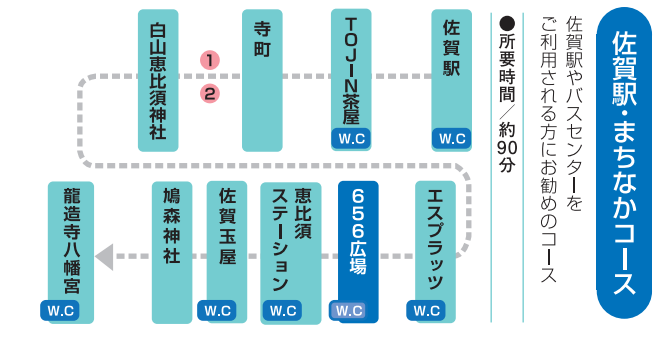 佐賀駅・まちなかコース
佐賀駅やバスセンターを
ご利用される方にお勧めのコース
●所要時間／約90分
佐賀駅
W.C
TOJIN茶屋
W.C
寺町
1
2
白山恵比須神社
エスプラッツ
W.C
656広場
W.C
恵比須
ステーション
W.C
佐賀玉屋
W.C
鳩森神社
龍造寺八幡宮
W.C